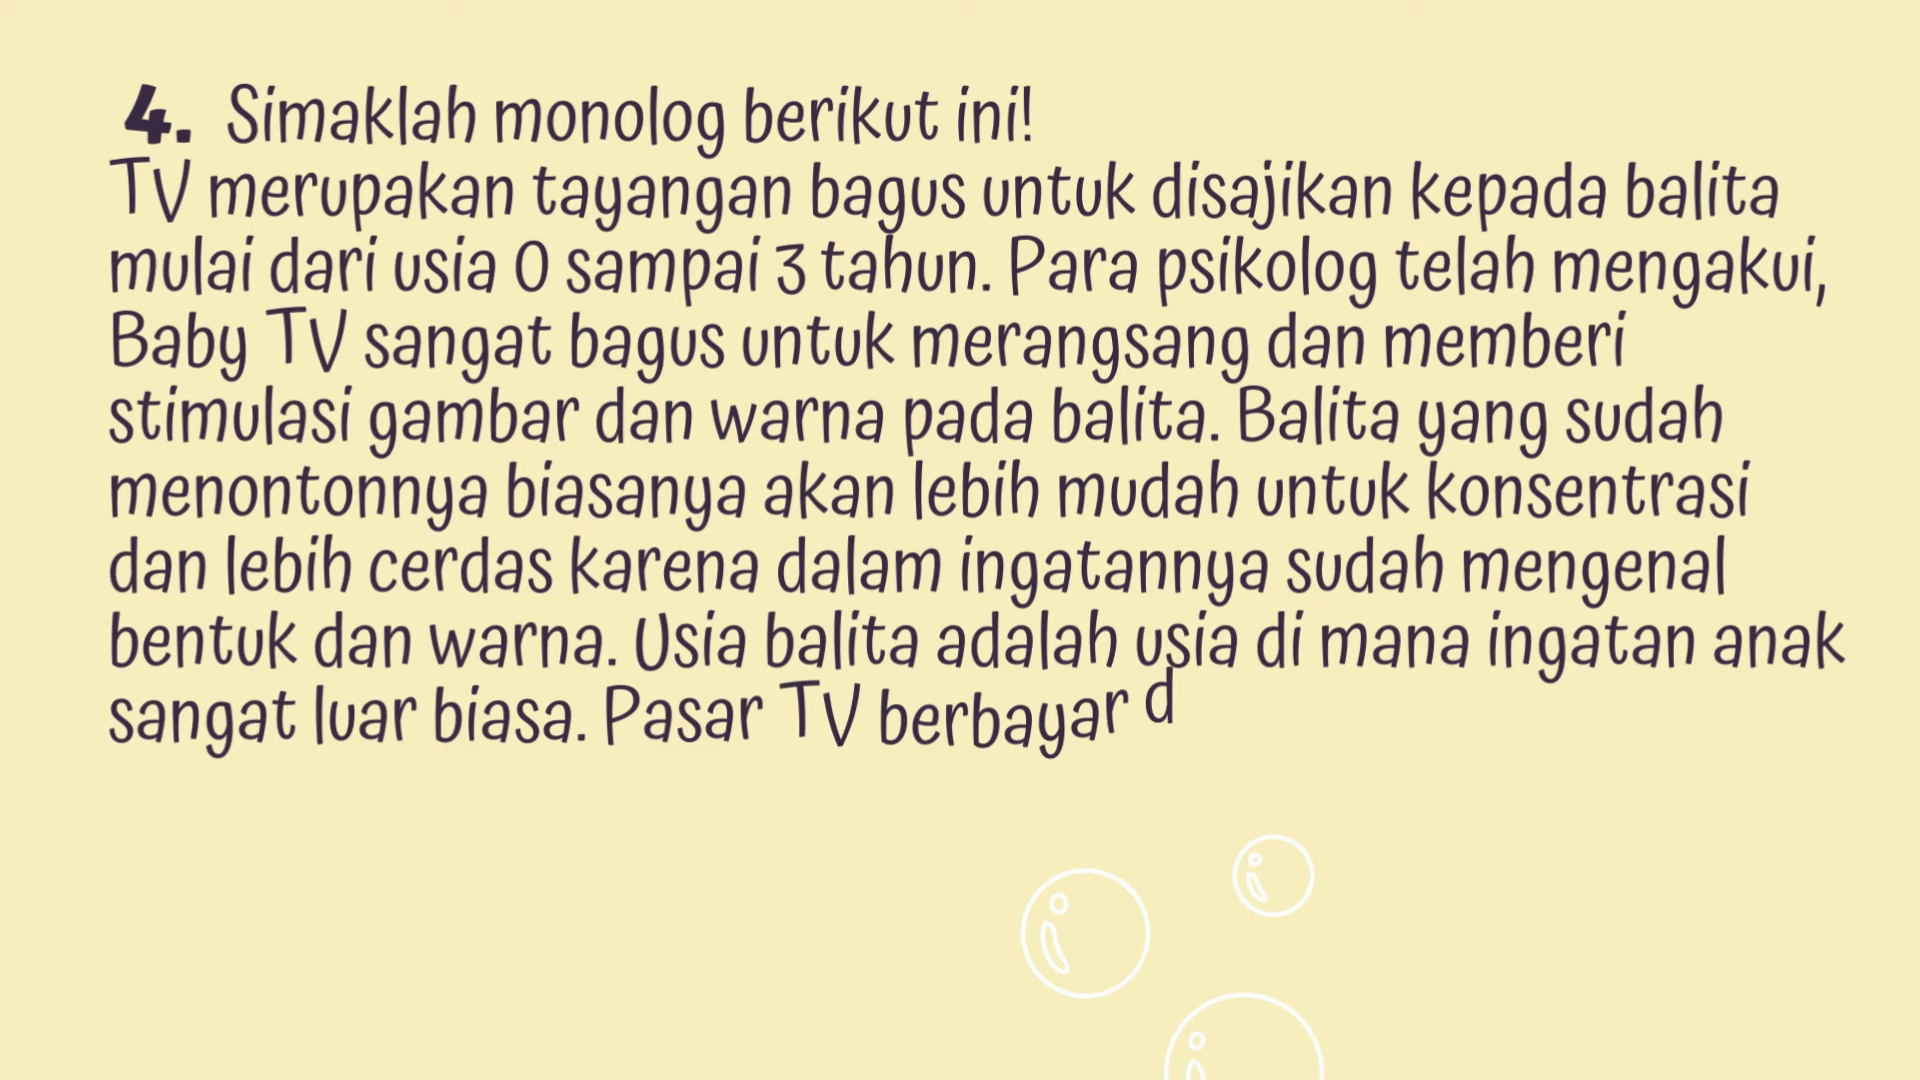 4. Simaklah monolog berikut ini!
TV merupakan tayangan bagus untuk disajikan kepada balita
mulai dari usia 0 sampai 3 tahun. Para psikolog telah mengakui,
Baby TV sangat bagus untuk merangsang dan memberi
stimulasi gambar dan warna pada balita. Balita yang sudah
menontonnya biasanya akan lebih mudah untuk konsentrasi
dan lebih cerdas karena dalam ingatannya sudah mengenal
bentuk dan warna. Usia balita adalah usia di mana ingatan anak
sangat luar biasa. Pasar TV berbayar d